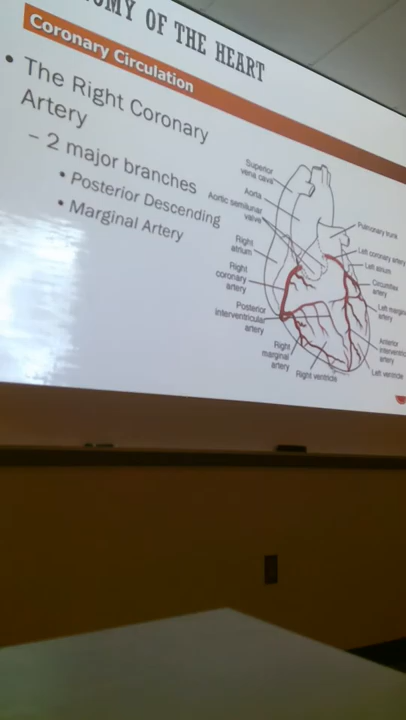 OMY OF THE HEART
Coronary Circulation
• The Right Coronary
Artery
– 2 major branches
• Posterior Descending
• Marginal Artery
Superior
vena cava
Aorta
Aortic semilunar
valve
Right
atrium
Right
coronary
artery
Posterior
interventricular
artery
Right
marginal
artery
Right ventricle
Pulmonary trunk
Left coronary artery
Left atrium
Circumflex
artery
Left margin
artery
Anterior
interventric
artery
Left ventricle